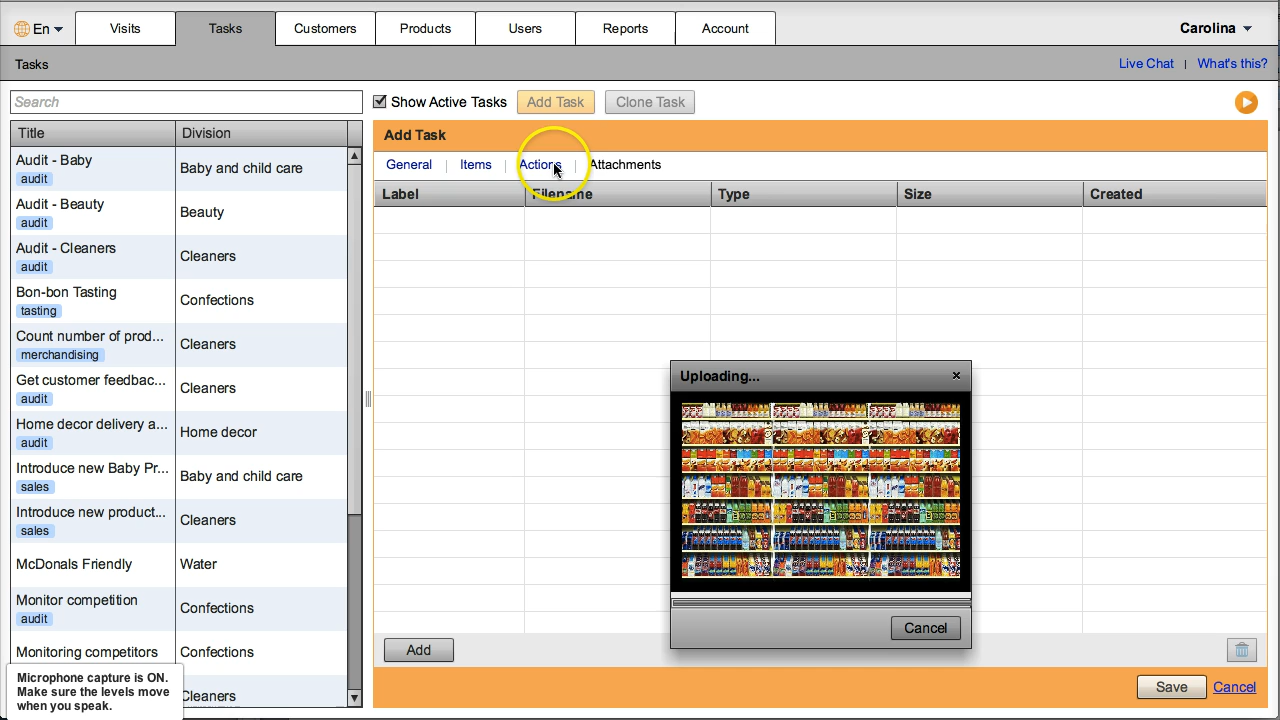 En Visits Tasks Customers Products Users Reports Account Carolina
Tasks Live Chat What's this?
Search Show Active Tasks Add Task Clone Task
Title Division
Add Task
General Items Actions Attachments
Label Filename Type Size Created
Audit - Baby
audit
Baby and child care
Audit - Beauty
audit
Beauty
Audit - Cleaners
audit
Cleaners
Bon-bon Tasting
tasting
Confections
Count number of prod...
merchandising
Cleaners
Get customer feedbac...
audit
Cleaners
Home decor delivery a...
audit
Home decor
Introduce new Baby Pr...
sales
Baby and child care
Introduce new product...
sales
Cleaners
McDonals Friendly Water
Monitor competition
audit
Confections
Monitoring competitors Confections
Cleaners
Microphone capture is ON.
Make sure the levels move
when you speak.
Uploading...
Cancel
Add
Save Cancel